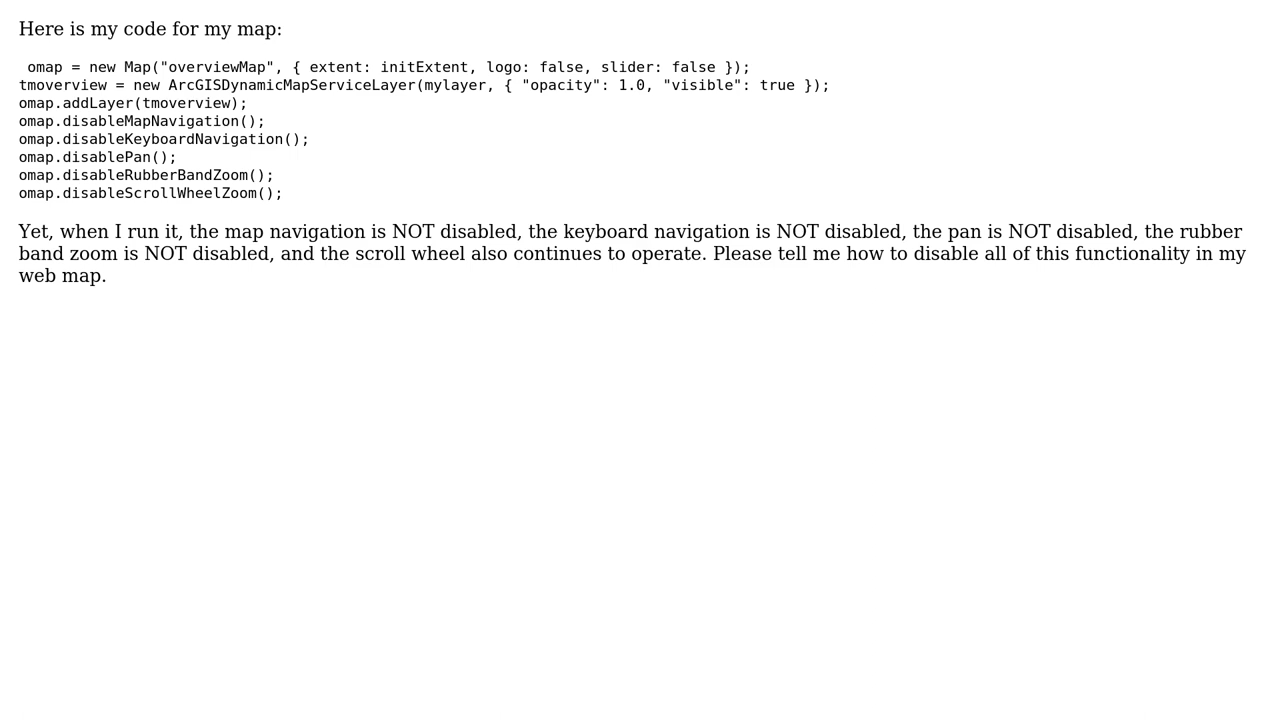 Here is my code for my map:
omap = new Map("overviewMap", { extent: initExtent, logo: false, slider: false });
tmoverview = new ArcGISDynamicMapServiceLayer(mylayer, { "opacity": 1.0, "visible": true });
omap.addLayer(tmoverview);
omap.disableMapNavigation();
omap.disableKeyboardNavigation();
omap.disablePan();
omap.disableRubberBandZoom();
omap.disableScrollWheelZoom();
Yet, when I run it, the map navigation is NOT disabled, the keyboard navigation is NOT disabled, the pan is NOT disabled, the rubber
band zoom is NOT disabled, and the scroll wheel also continues to operate. Please tell me how to disable all of this functionality in my
web map.